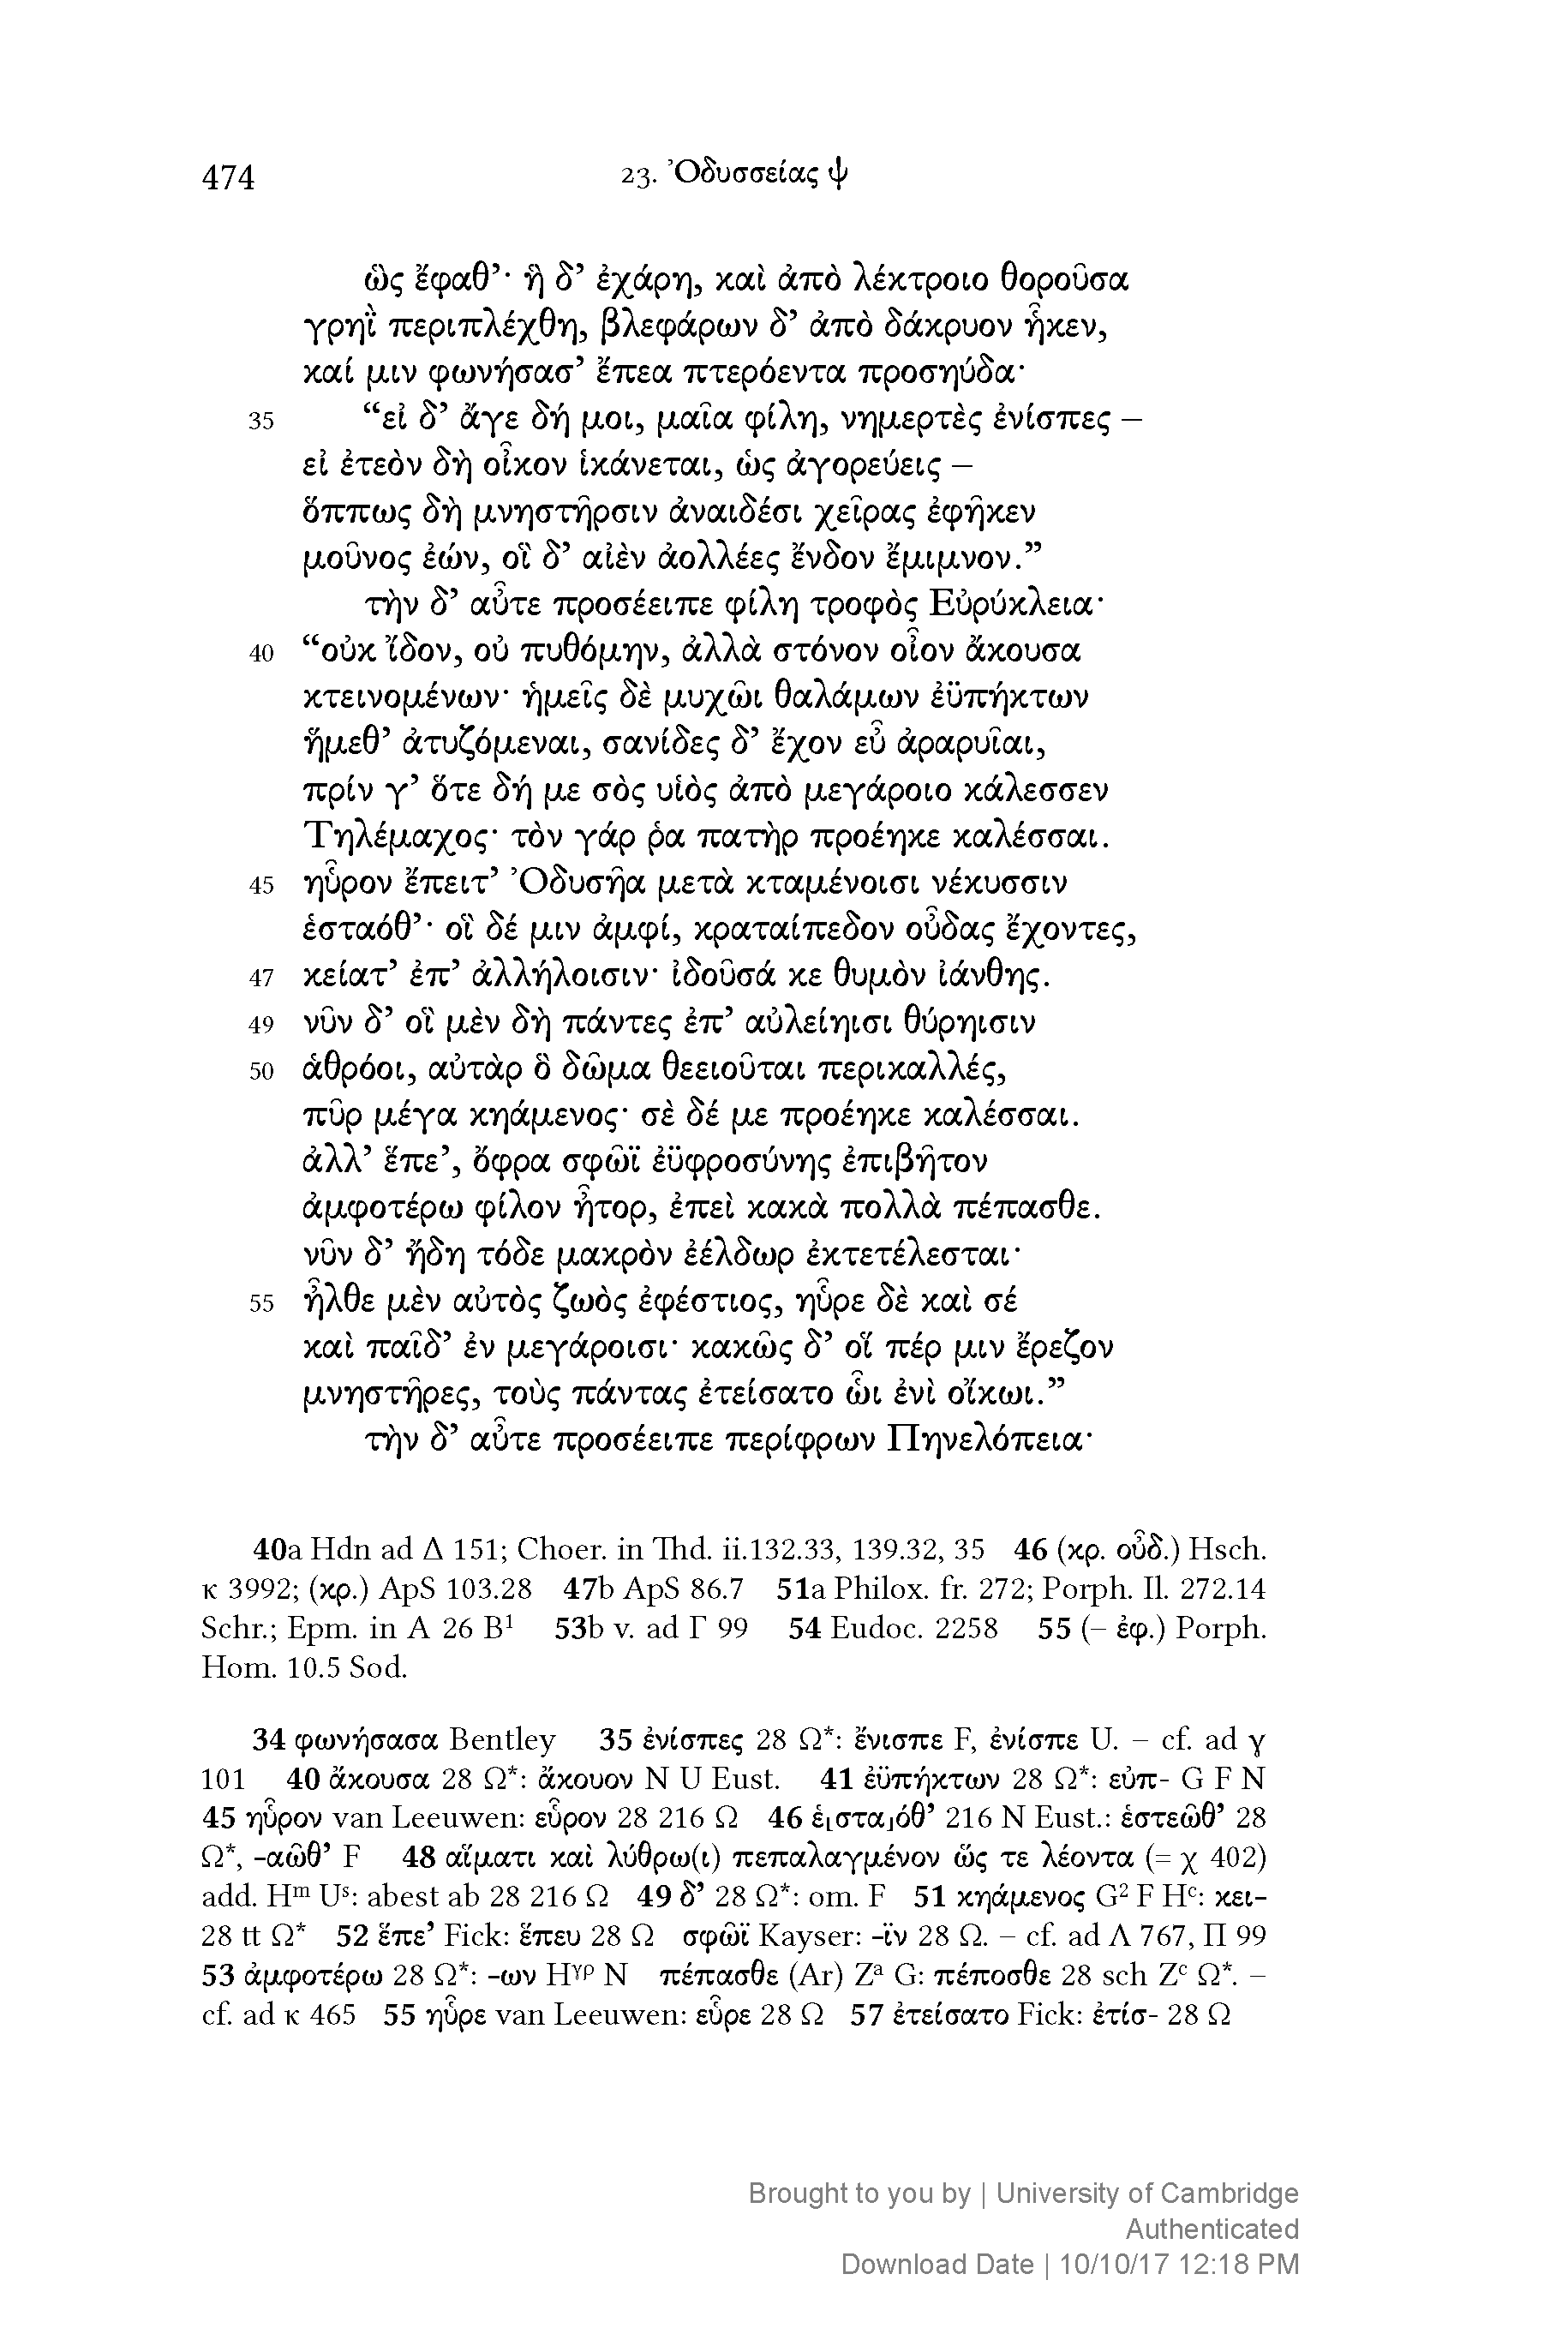 474
23. Ὀδυσσείας ψ
ὣς ἔφαθ’· ἣ δ’ ἐχάρη, καὶ ἀπὸ λέκτροιο θοροῦσα
γρηῒ περιπλέχθη, βλεφάρων δ’ ἀπὸ δάκρυον ἧκεν,
καί μιν φωνήσασ’ ἔπεα πτερόεντα προσηύδα·
35 “εἰ δ’ ἄγε δή μοι, μαῖα φίλη, νημερτὲς ἐνίσπες –
εἰ ἐτεὸν δὴ οἶκον ἱκάνεται, ὡς ἀγορεύεις –
ὅππως δὴ μνηστῆρσιν ἀναιδέσι χεῖρας ἐφῆκεν
μοῦνος ἐών, οἳ δ’ αἰὲν ἀολλέες ἔνδον ἔμιμνον.”
τὴν δ’ αὖτε προσέειπε φίλη τροφὸς Εὐρύκλεια·
40 “οὐκ ἴδον, οὐ πυθόμην, ἀλλὰ στόνον οἶον ἄκουσα
κτεινομένων· ἡμεῖς δὲ μυχῶι θαλάμων ἐϋπήκτων
ἥμεθ’ ἀτυζόμεναι, σανίδες δ’ ἔχον εὖ ἀραρυῖαι,
πρίν γ’ ὅτε δή με σὸς υἱὸς ἀπὸ μεγάροιο κάλεσσεν
Τηλέμαχος· τὸν γάρ ῥα πατὴρ προέηκε καλέσσαι.
45 ηὗρον ἔπειτ’ Ὀδυσῆα μετὰ κταμένοισι νέκυσσιν
ἑσταόθ’· οἳ δέ μιν ἀμφί, κραταίπεδον οὖδας ἔχοντες,
47 κείατ’ ἐπ’ ἀλλήλοισιν· ἰδοῦσά κε θυμὸν ἰάνθης.
49 νῦν δ’ οἳ μὲν δὴ πάντες ἐπ’ αὐλείηισι θύρηισιν
50 ἁθρόοι, αὐτὰρ ὃ δῶμα θεειοῦται περικαλλές,
πῦρ μέγα κηάμενος· σὲ δέ με προέηκε καλέσσαι.
ἀλλ’ ἕπε’, ὄφρα σφῶϊ ἐϋφροσύνης ἐπιβῆτον
ἀμφοτέρω φίλον ἦτορ, ἐπεὶ κακὰ πολλὰ πέπασθε.
νῦν δ’ ἤδη τόδε μακρὸν ἐέλδωρ ἐκτετέλεσται·
55 ἦλθε μὲν αὐτὸς ζωὸς ἐφέστιος, ηὗρε δὲ καὶ σέ
καὶ παῖδ’ ἐν μεγάροισι· κακῶς δ’ οἵ πέρ μιν ἔρεζον
μνηστῆρες, τοὺς πάντας ἐτείσατο ὧι ἐνὶ οἴκωι.”
τὴν δ’ αὖτε προσέειπε περίφρων Πηνελόπεια·
40a Hdn ad Δ 151; Choer. in Thd. ii.132.33, 139.32, 35 46 (κρ. οὖδ.) Hsch.
κ 3992; (κρ.) ApS 103.28 47b ApS 86.7 51a Philox. fr. 272; Porph. Il. 272.14
Schr.; Epm. in A 26 B¹ 53b v. ad Γ 99 54 Eudoc. 2258 55 (– ἐφ.) Porph.
Hom. 10.5 Sod.
34 φωνήσασα Bentley 35 ἐνίσπες 28 Ω*: ἔνισπε F, ἐνίσπε U. – cf. ad γ
101 40 ἄκουσα 28 Ω*: ἄκουον N U Eust. 41 ἐϋπήκτων 28 Ω*: εὐπ- G F N
45 ηὗρον van Leeuwen: εὗρον 28 216 Ω 46 ἑ⸤στα⸥όθ’ 216 N Eust.: ἑστεῶθ’ 28
Ω*, -αῶθ’ F 48 αἵματι καὶ λύθρω(ι) πεπαλαγμένον ὥς τε λέοντα (= χ 402)
add. Hᵐ Uˢ: abest ab 28 216 Ω 49 δ’ 28 Ω*: om. F 51 κηάμενος G² F Hᶜ: κει-
28 tt Ω* 52 ἕπε’ Fick: ἕπευ 28 Ω σφῶϊ Kayser: -ϊν 28 Ω. – cf. ad Λ 767, Π 99
53 ἀμφοτέρω 28 Ω*: -ων Hᵞᵖ N πέπασθε (Ar) Zᵃ G: πέποσθε 28 sch Zᶜ Ω*. –
cf. ad κ 465 55 ηὗρε van Leeuwen: εὗρε 28 Ω 57 ἐτείσατο Fick: ἐτίσ- 28 Ω
Brought to you by | University of Cambridge
Authenticated
Download Date | 10/10/17 12:18 PM